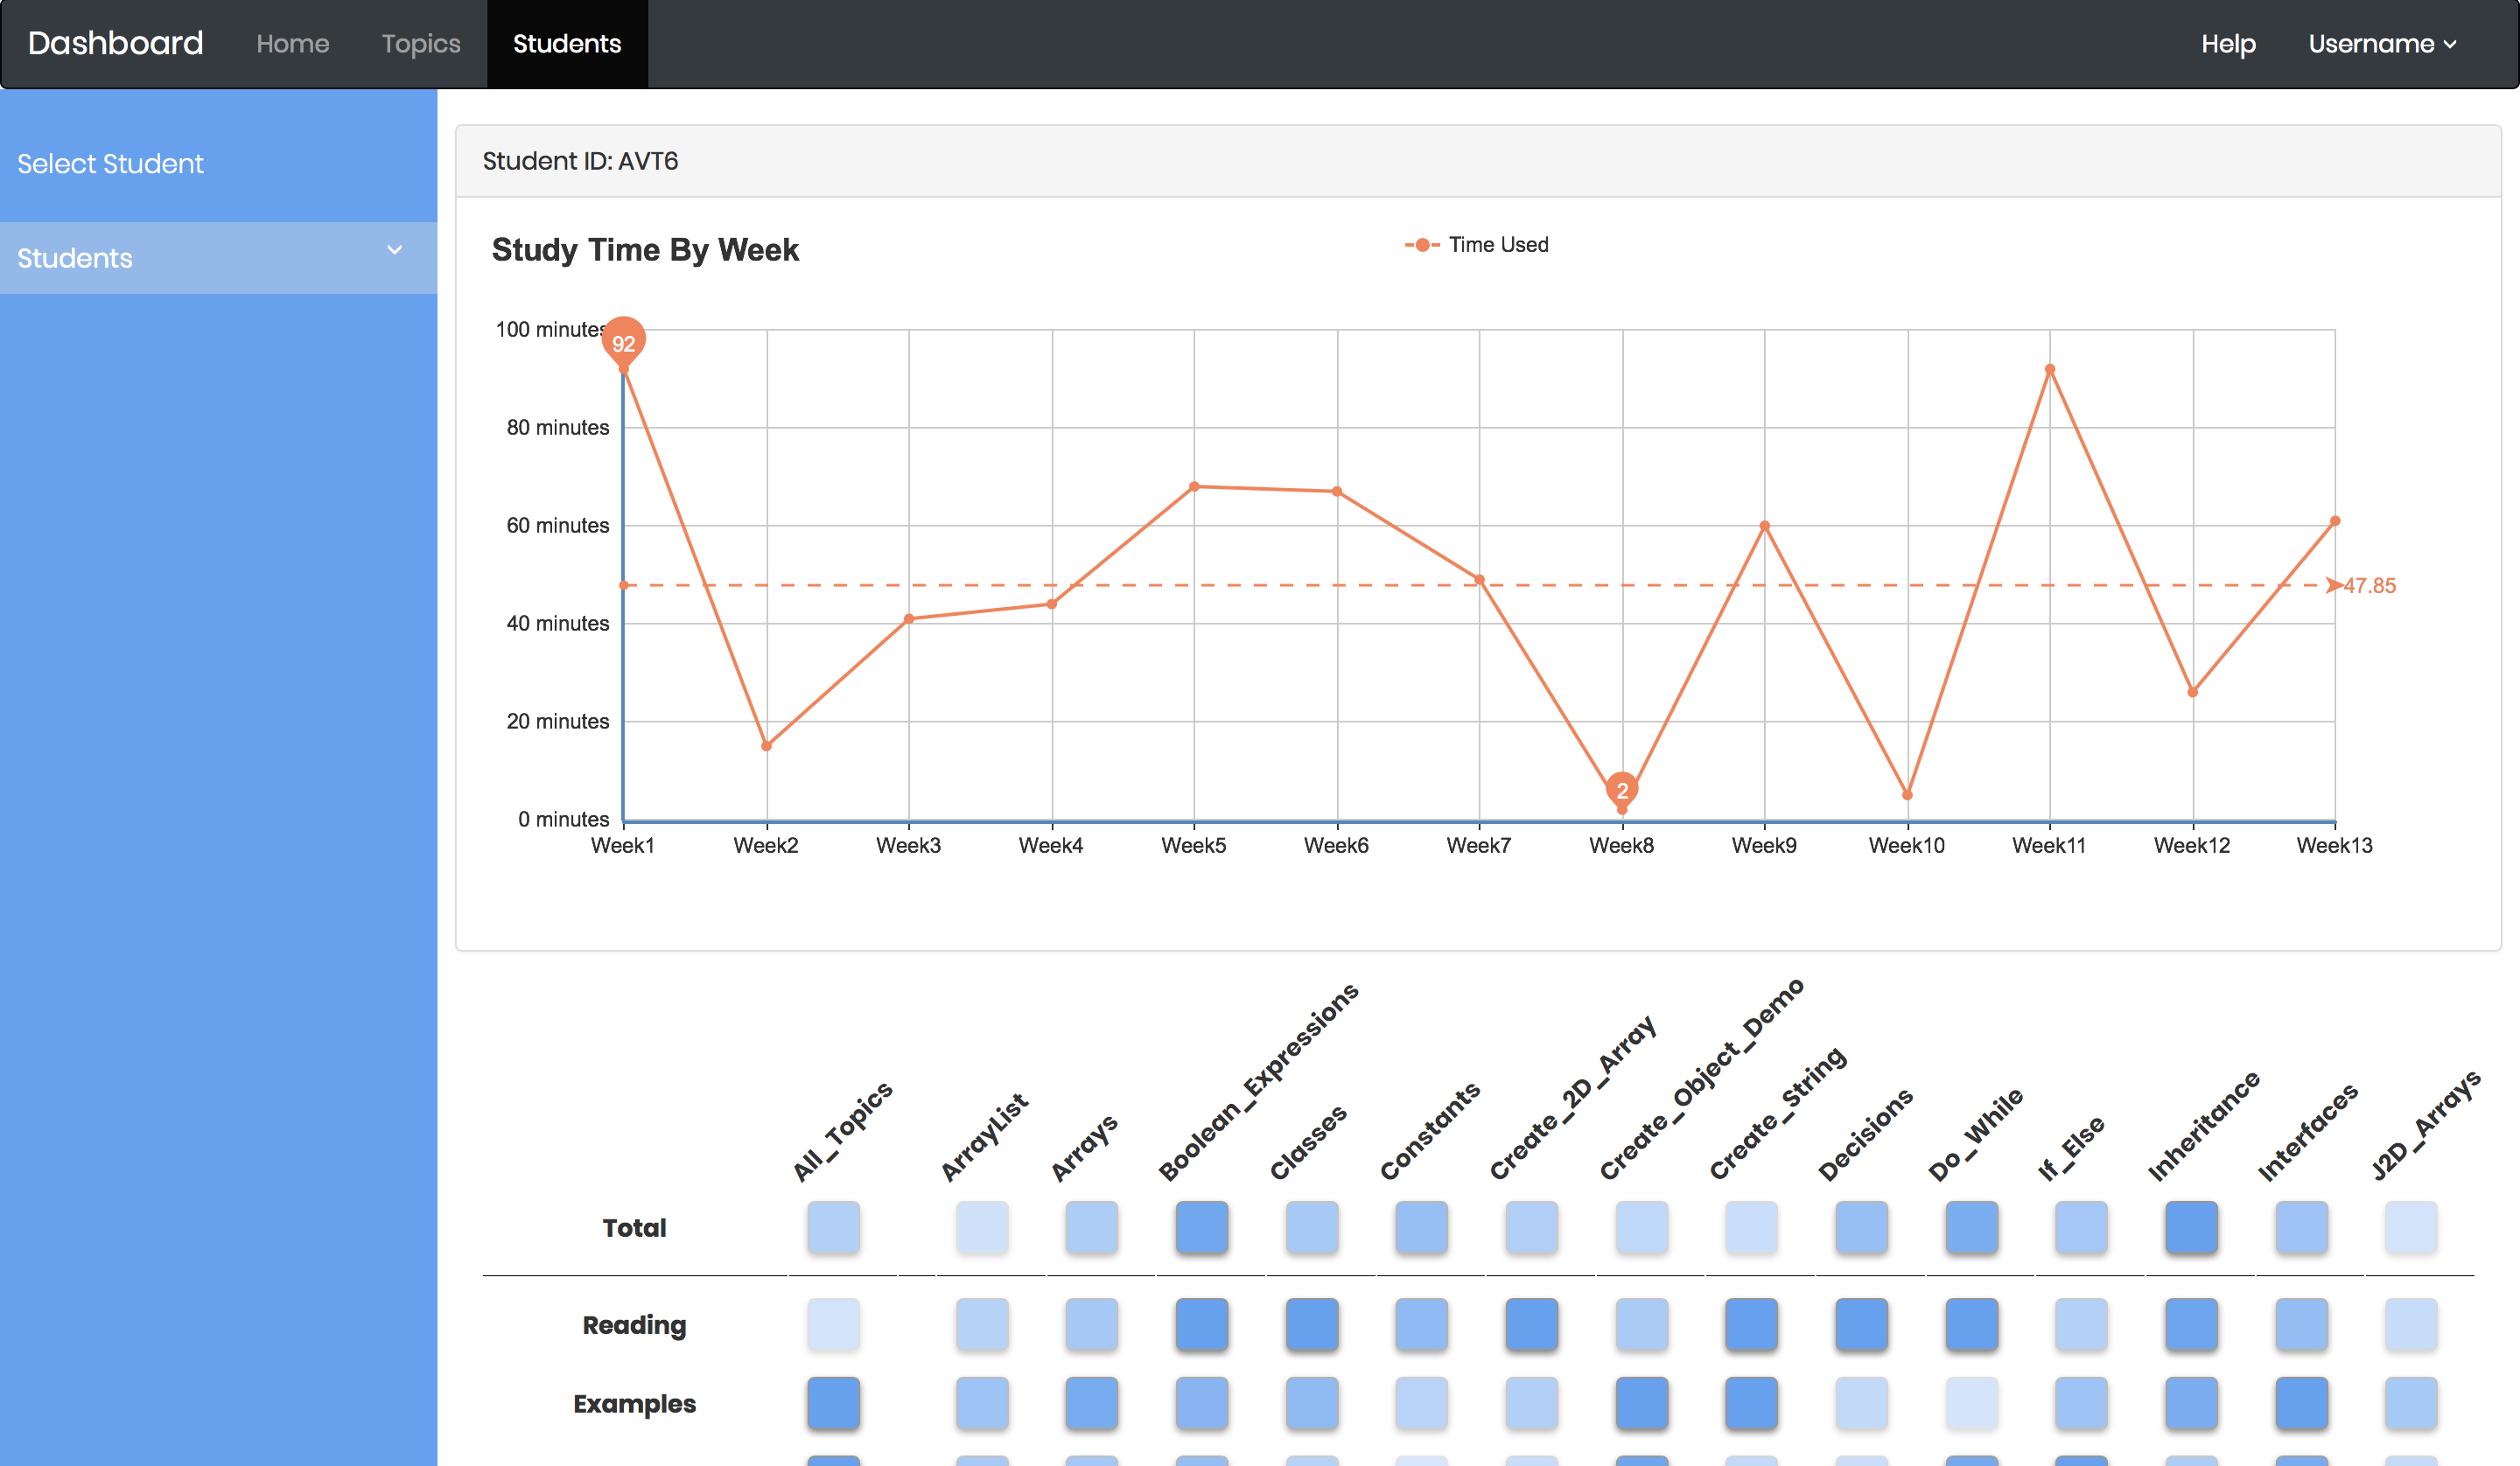 Dashboard Home Topics Students Help Username
Select Student
Students
Student ID: AVT6
Study Time By Week
Time Used
100 minutes
92
80 minutes
60 minutes
47.85
40 minutes
20 minutes
2
0 minutes
Week1 Week2 Week3 Week4 Week5 Week6 Week7 Week8 Week9 Week10 Week11 Week12 Week13
All_Topics ArrayList Arrays Boolean_Expressions Classes Constants Create_2D_Array Create_Object_Demo Create_String Decisions Do_While If_Else Inheritance Interfaces J2D_Arrays
Total
Reading
Examples